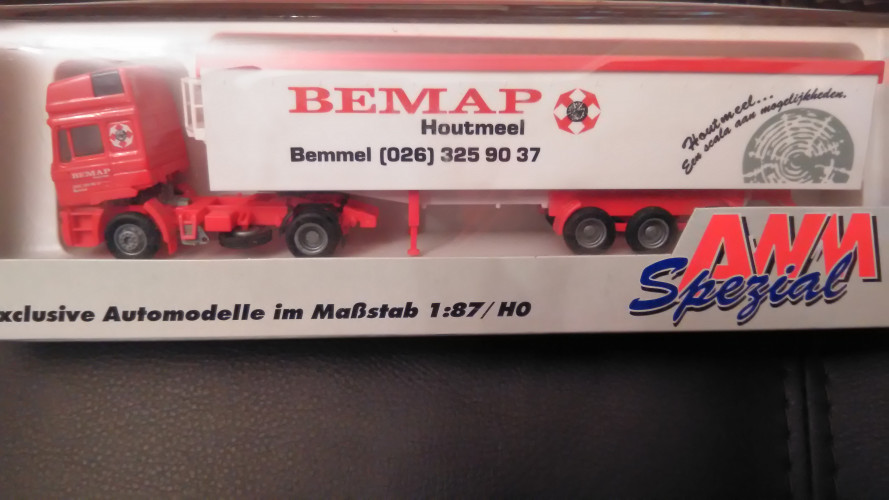 BEMAP
Houtmeel
Bemmel (026) 325 90 37
Houtmeel...
Een scala aan mogelijkheden.
BEMAP
xclusive Automodelle im Maßstab 1:87/H0
AWM
Spezial